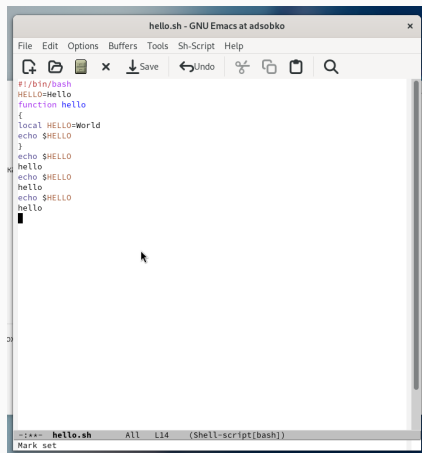 hello.sh - GNU Emacs at adsobko
File Edit Options Buffers Tools Sh-Script Help
Save Undo
#!/bin/bash
HELLO=Hello
function hello
{
local HELLO=World
echo $HELLO
}
echo $HELLO
hello
echo $HELLO
hello
echo $HELLO
hello
-:**- hello.sh All L14 (Shell-script[bash])
Mark set